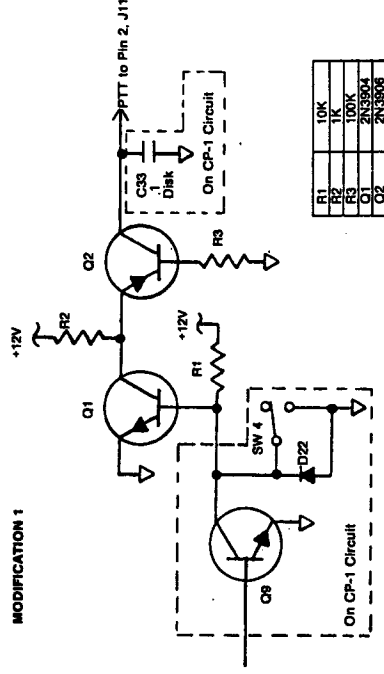 MODIFICATION 1
+12V
R2
Q1
Q2
PTT to Pin 2, J11
C33
.1
Disk
On CP-1 Circuit
R3
+12V
R1
SW 4
D22
Q9
On CP-1 Circuit
R1 10K
R2 1K
R3 100K
Q1 2N3904
Q2 2N3906